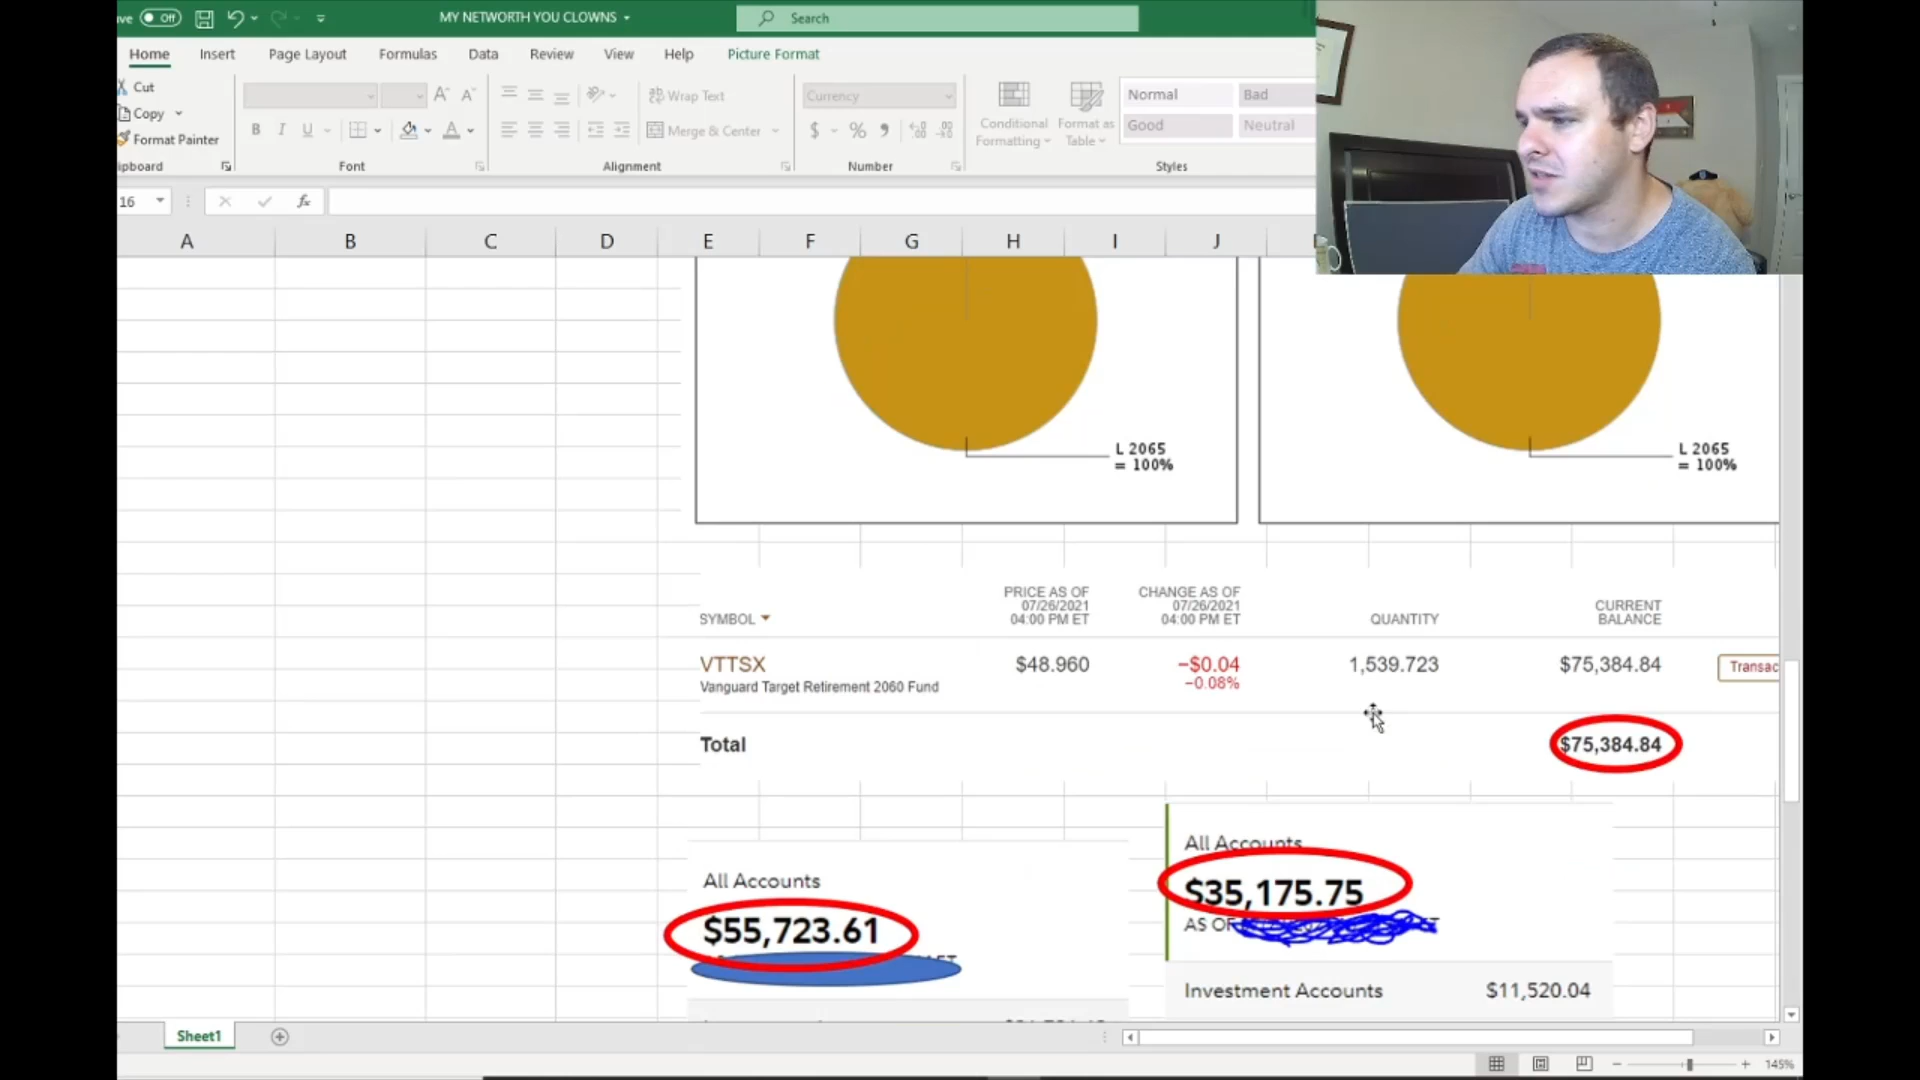 Off
MY NETWORTH YOU CLOWNS
Search
Home Insert Page Layout Formulas Data Review View Help Picture Format
Cut
Copy
Format Painter
B I U
Font
Wrap Text
Merge & Center
Alignment
Currency
$ %
Number
Conditional Formatting
Format as Table
Normal Bad
Good Neutral
Styles
16
fx
A B C D E F G H I J
L 2065
= 100%
L 2065
= 100%
SYMBOL
PRICE AS OF
07/26/2021
04:00 PM ET
CHANGE AS OF
07/26/2021
04:00 PM ET
QUANTITY
CURRENT
BALANCE
VTTSX $48.960 −$0.04 1,539.723 $75,384.84
Vanguard Target Retirement 2060 Fund −0.08%
Total $75,384.84
All Accounts
$55,723.61
All Accounts
$35,175.75
AS OF
Investment Accounts $11,520.04
Sheet1
145%